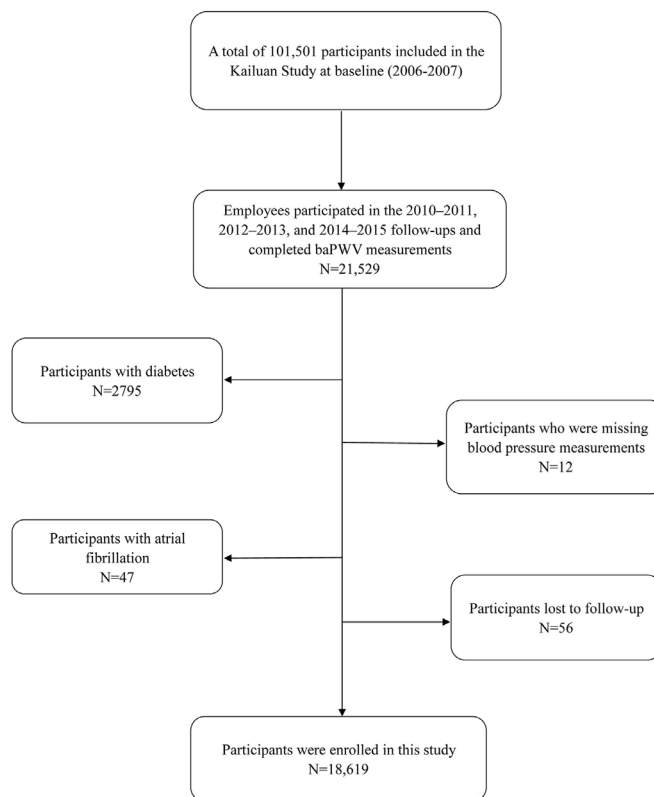 A total of 101,501 participants included in the
Kailuan Study at baseline (2006-2007)
Employees participated in the 2010–2011,
2012–2013, and 2014–2015 follow-ups and
completed baPWV measurements
N=21,529
Participants with diabetes
N=2795
Participants who were missing
blood pressure measurements
N=12
Participants with atrial
fibrillation
N=47
Participants lost to follow-up
N=56
Participants were enrolled in this study
N=18,619